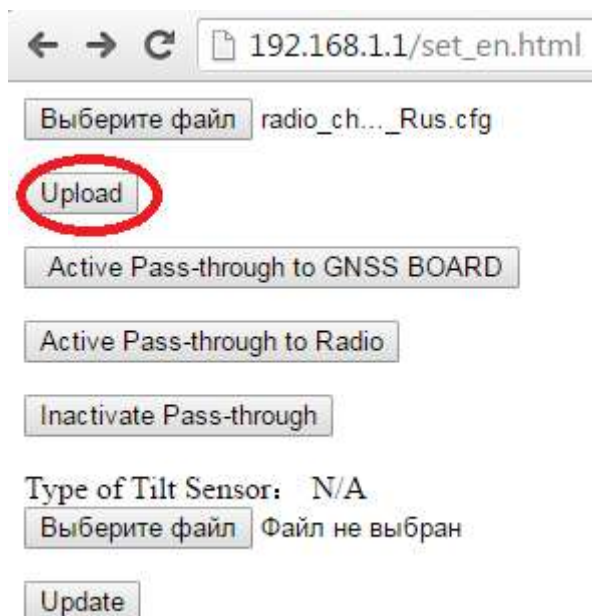 192.168.1.1/set_en.html
Выберите файл radio_ch..._Rus.cfg
Upload
Active Pass-through to GNSS BOARD
Active Pass-through to Radio
Inactivate Pass-through
Type of Tilt Sensor： N/A
Выберите файл Файл не выбран
Update